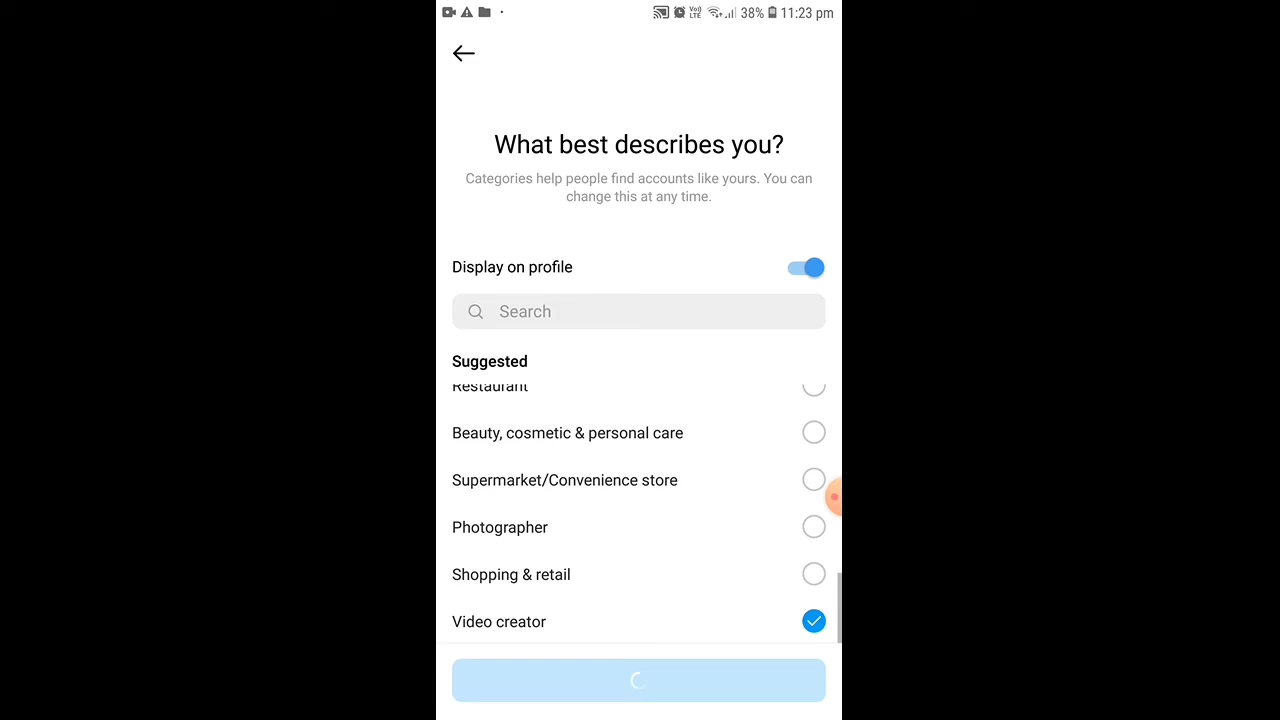 Vo)) LTE 38% 11:23 pm
What best describes you?
Categories help people find accounts like yours. You can
change this at any time.
Display on profile
Search
Suggested
Restaurant
Beauty, cosmetic & personal care
Supermarket/Convenience store
Photographer
Shopping & retail
Video creator